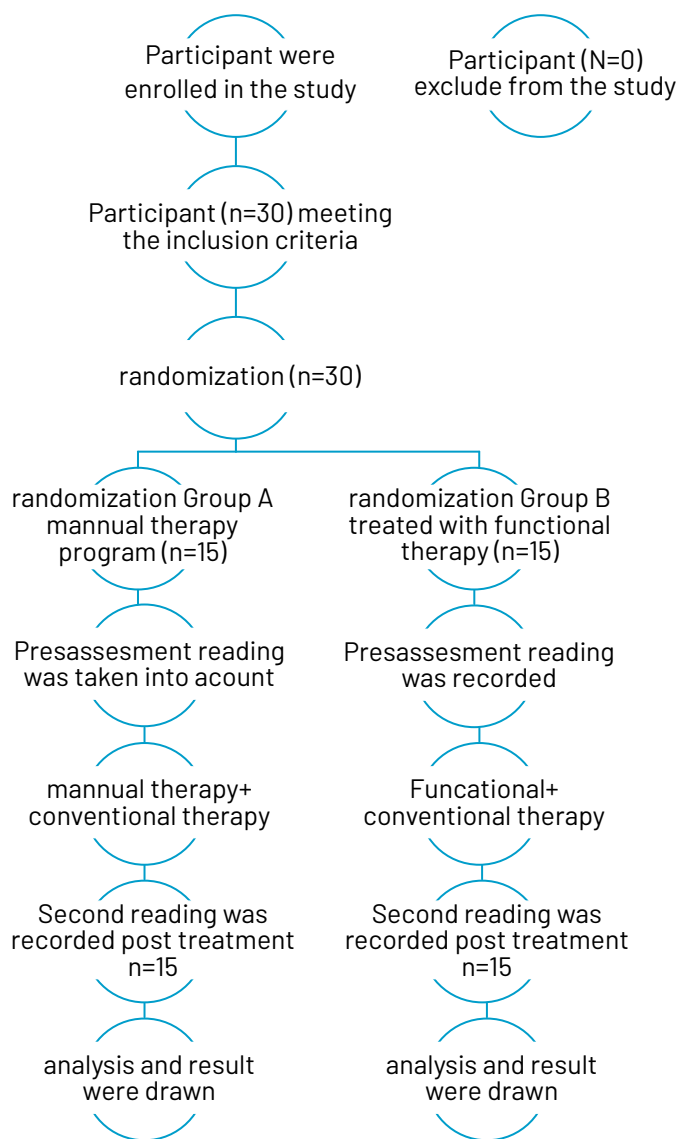 Participant were
enrolled in the study
Participant (N=0)
exclude from the study
Participant (n=30) meeting
the inclusion criteria
randomization (n=30)
randomization Group A
mannual therapy
program (n=15)
randomization Group B
treated with functional
therapy (n=15)
Presassesment reading
was taken into acount
Presassesment reading
was recorded
mannual therapy+
conventional therapy
Funcational+
conventional therapy
Second reading was
recorded post treatment
n=15
Second reading was
recorded post treatment
n=15
analysis and result
were drawn
analysis and result
were drawn